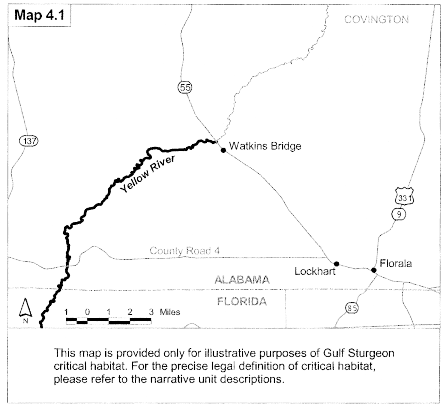 Map 4.1
COVINGTON
55
137
Watkins Bridge
Yellow River
331
9
County Road 4
Lockhart
Florala
ALABAMA
FLORIDA
N
1 0 1 2 3 Miles
85
This map is provided only for illustrative purposes of Gulf Sturgeon
critical habitat. For the precise legal definition of critical habitat,
please refer to the narrative unit descriptions.